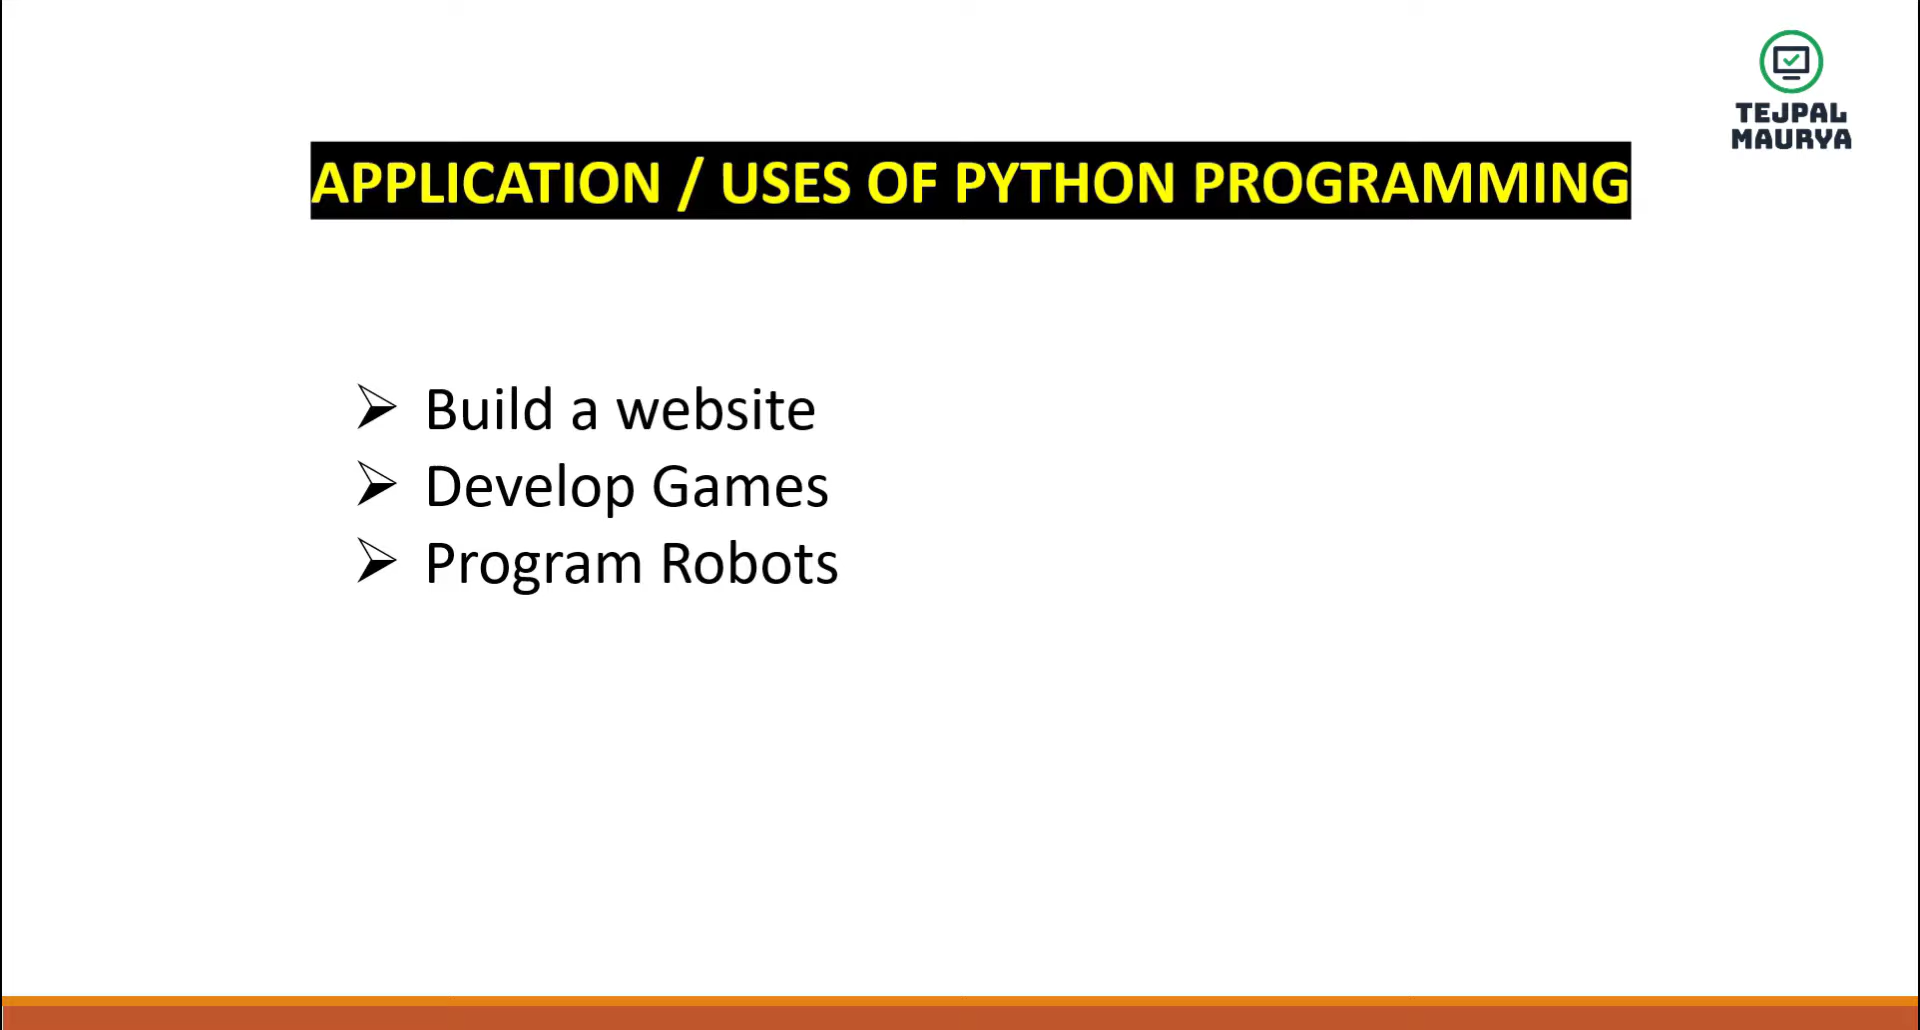 TEJPAL
MAURYA
APPLICATION / USES OF PYTHON PROGRAMMING
Build a website
Develop Games
Program Robots